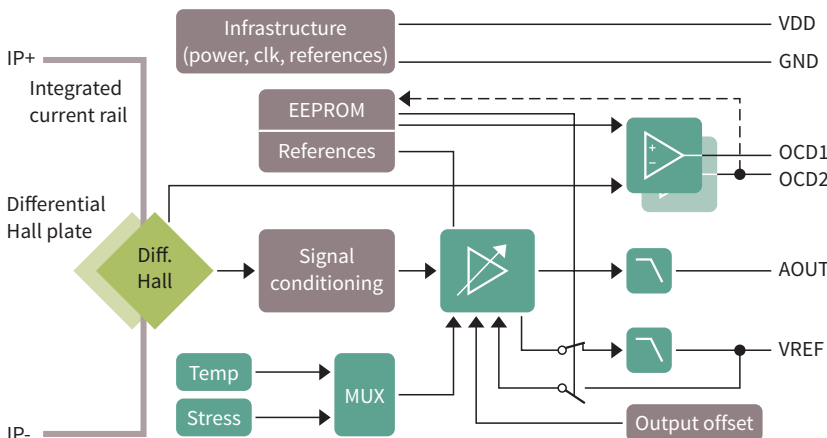 Infrastructure
(power, clk, references)
VDD
GND
IP+
Integrated
current rail
EEPROM
References
+
−
OCD1
OCD2
Differential
Hall plate
Diff.
Hall
Signal
conditioning
AOUT
VREF
Temp
Stress
MUX
Output offset
IP-